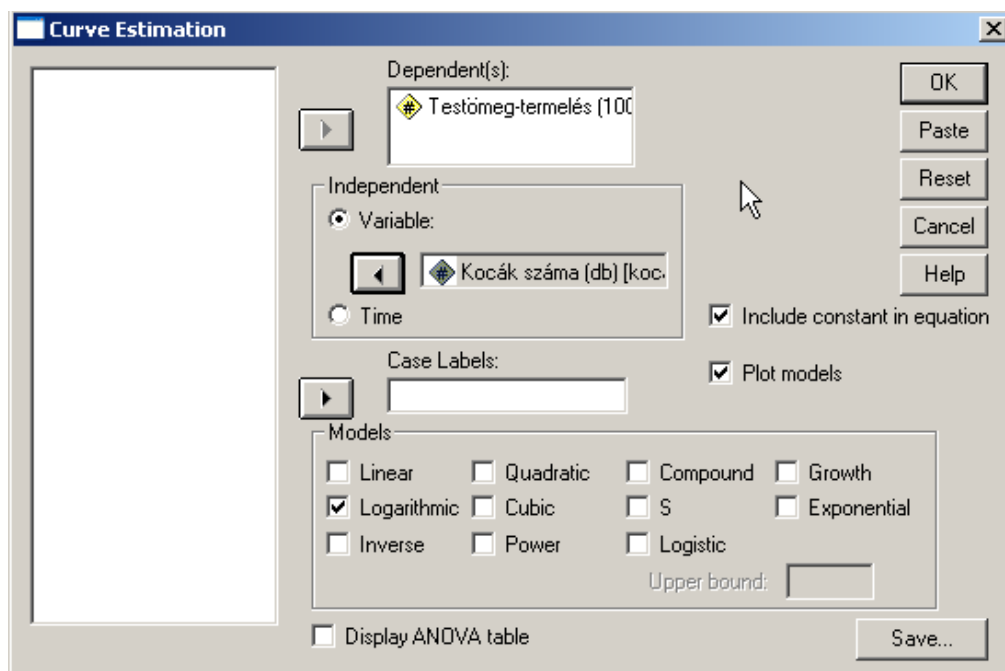 Curve Estimation
Dependent(s):
Testömeg-termelés (100
Independent
Variable:
Kocák száma (db) [koc
Time
Case Labels:
OK
Paste
Reset
Cancel
Help
Include constant in equation
Plot models
Models
Linear Quadratic Compound Growth
Logarithmic Cubic S Exponential
Inverse Power Logistic
Upper bound:
Display ANOVA table
Save...